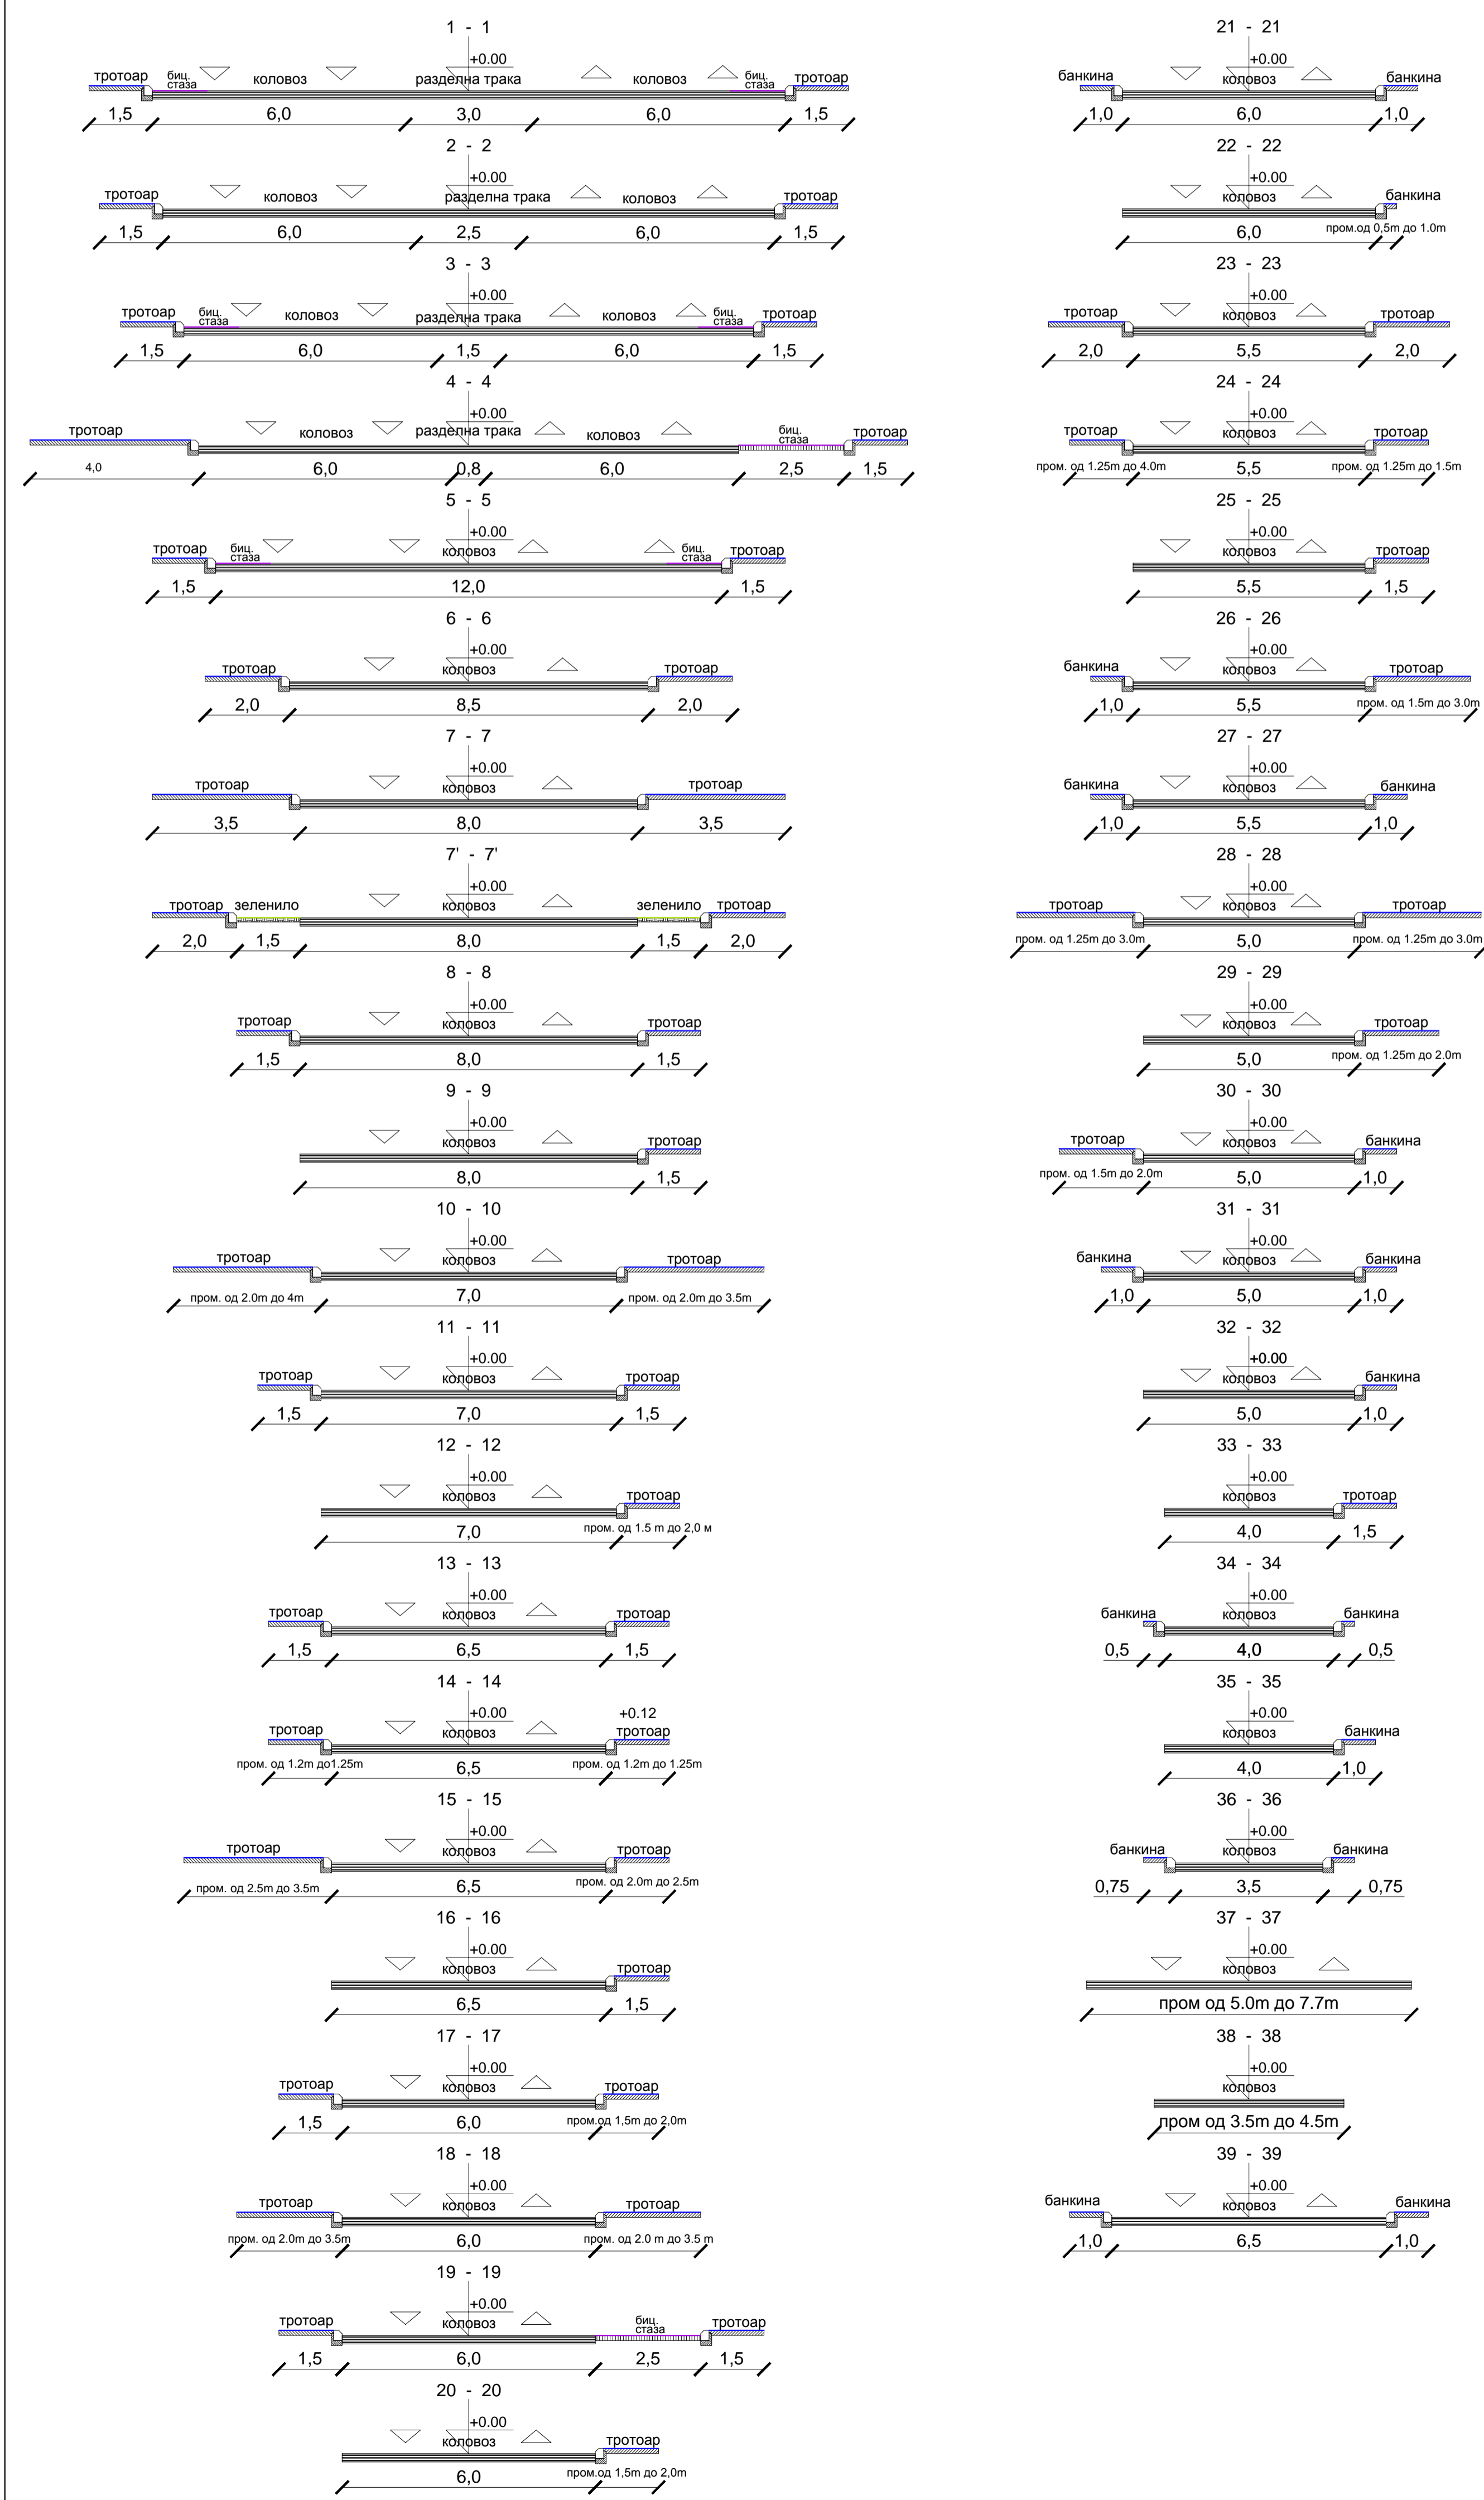 1 - 1
+0.00
тротоар биц. стаза коловоз разделна трака коловоз биц. стаза тротоар
1,5 6,0 3,0 6,0 1,5
2 - 2
+0.00
тротоар коловоз разделна трака коловоз тротоар
1,5 6,0 2,5 6,0 1,5
3 - 3
+0.00
тротоар биц. стаза коловоз разделна трака коловоз биц. стаза тротоар
1,5 6,0 1,5 6,0 1,5
4 - 4
+0.00
тротоар коловоз разделна трака коловоз биц. стаза тротоар
4,0 6,0 0,8 6,0 2,5 1,5
5 - 5
+0.00
тротоар биц. стаза коловоз биц. стаза тротоар
1,5 12,0 1,5
6 - 6
+0.00
тротоар коловоз тротоар
2,0 8,5 2,0
7 - 7
+0.00
тротоар коловоз тротоар
3,5 8,0 3,5
7' - 7'
+0.00
тротоар зеленило коловоз зеленило тротоар
2,0 1,5 8,0 1,5 2,0
8 - 8
+0.00
тротоар коловоз тротоар
1,5 8,0 1,5
9 - 9
+0.00
коловоз тротоар
8,0 1,5
10 - 10
+0.00
тротоар коловоз тротоар
пром. од 2.0m до 4m 7,0 пром. од 2.0m до 3.5m
11 - 11
+0.00
тротоар коловоз тротоар
1,5 7,0 1,5
12 - 12
+0.00
коловоз тротоар
7,0 пром. од 1.5 m до 2,0 м
13 - 13
+0.00
тротоар коловоз тротоар
1,5 6,5 1,5
14 - 14
+0.00 +0.12
тротоар коловоз тротоар
пром. од 1.2m до1.25m 6,5 пром. од 1.2m до 1.25m
15 - 15
+0.00
тротоар коловоз тротоар
пром. од 2.5m до 3.5m 6,5 пром. од 2.0m до 2.5m
16 - 16
+0.00
коловоз тротоар
6,5 1,5
17 - 17
+0.00
тротоар коловоз тротоар
1,5 6,0 пром.од 1,5m до 2,0m
18 - 18
+0.00
тротоар коловоз тротоар
пром. од 2.0m до 3.5m 6,0 пром. од 2.0 m до 3.5 m
19 - 19
+0.00
тротоар коловоз биц. стаза тротоар
1,5 6,0 2,5 1,5
20 - 20
+0.00
коловоз тротоар
6,0 пром.од 1,5m до 2,0m
21 - 21
+0.00
банкина коловоз банкина
1,0 6,0 1,0
22 - 22
+0.00
коловоз банкина
6,0 пром.од 0,5m до 1.0m
23 - 23
+0.00
тротоар коловоз тротоар
2,0 5,5 2,0
24 - 24
+0.00
тротоар коловоз тротоар
пром. од 1.25m до 4.0m 5,5 пром. од 1.25m до 1.5m
25 - 25
+0.00
коловоз тротоар
5,5 1,5
26 - 26
+0.00
банкина коловоз тротоар
1,0 5,5 пром. од 1.5m до 3.0m
27 - 27
+0.00
банкина коловоз банкина
1,0 5,5 1,0
28 - 28
+0.00
тротоар коловоз тротоар
пром. од 1.25m до 3.0m 5,0 пром. од 1.25m до 3.0m
29 - 29
+0.00
коловоз тротоар
5,0 пром. од 1.25m до 2.0m
30 - 30
+0.00
тротоар коловоз банкина
пром. од 1.5m до 2.0m 5,0 1,0
31 - 31
+0.00
банкина коловоз банкина
1,0 5,0 1,0
32 - 32
+0.00
коловоз банкина
5,0 1,0
33 - 33
+0.00
коловоз тротоар
4,0 1,5
34 - 34
+0.00
банкина коловоз банкина
0,5 4,0 0,5
35 - 35
+0.00
коловоз банкина
4,0 1,0
36 - 36
+0.00
банкина коловоз банкина
0,75 3,5 0,75
37 - 37
+0.00
коловоз
пром од 5.0m до 7.7m
38 - 38
+0.00
коловоз
пром од 3.5m до 4.5m
39 - 39
+0.00
банкина коловоз банкина
1,0 6,5 1,0